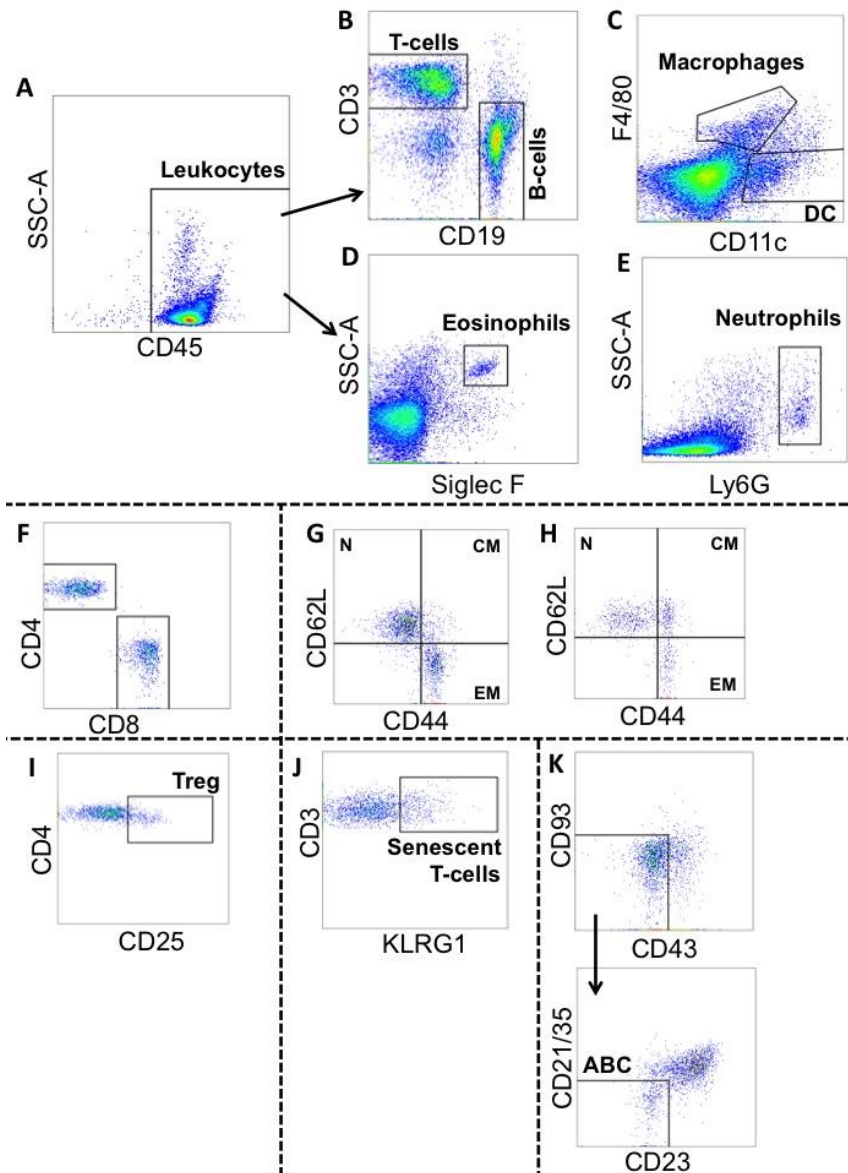 A
SSC-A
Leukocytes
CD45
B
T-cells
CD3
B-cells
CD19
C
Macrophages
F4/80
DC
CD11c
D
Eosinophils
SSC-A
Siglec F
E
Neutrophils
SSC-A
Ly6G
F
CD4
CD8
G
N
CM
CD62L
EM
CD44
H
N
CM
CD62L
EM
CD44
I
Treg
CD4
CD25
J
CD3
Senescent
T-cells
KLRG1
K
CD93
CD43
CD21/35
ABC
CD23